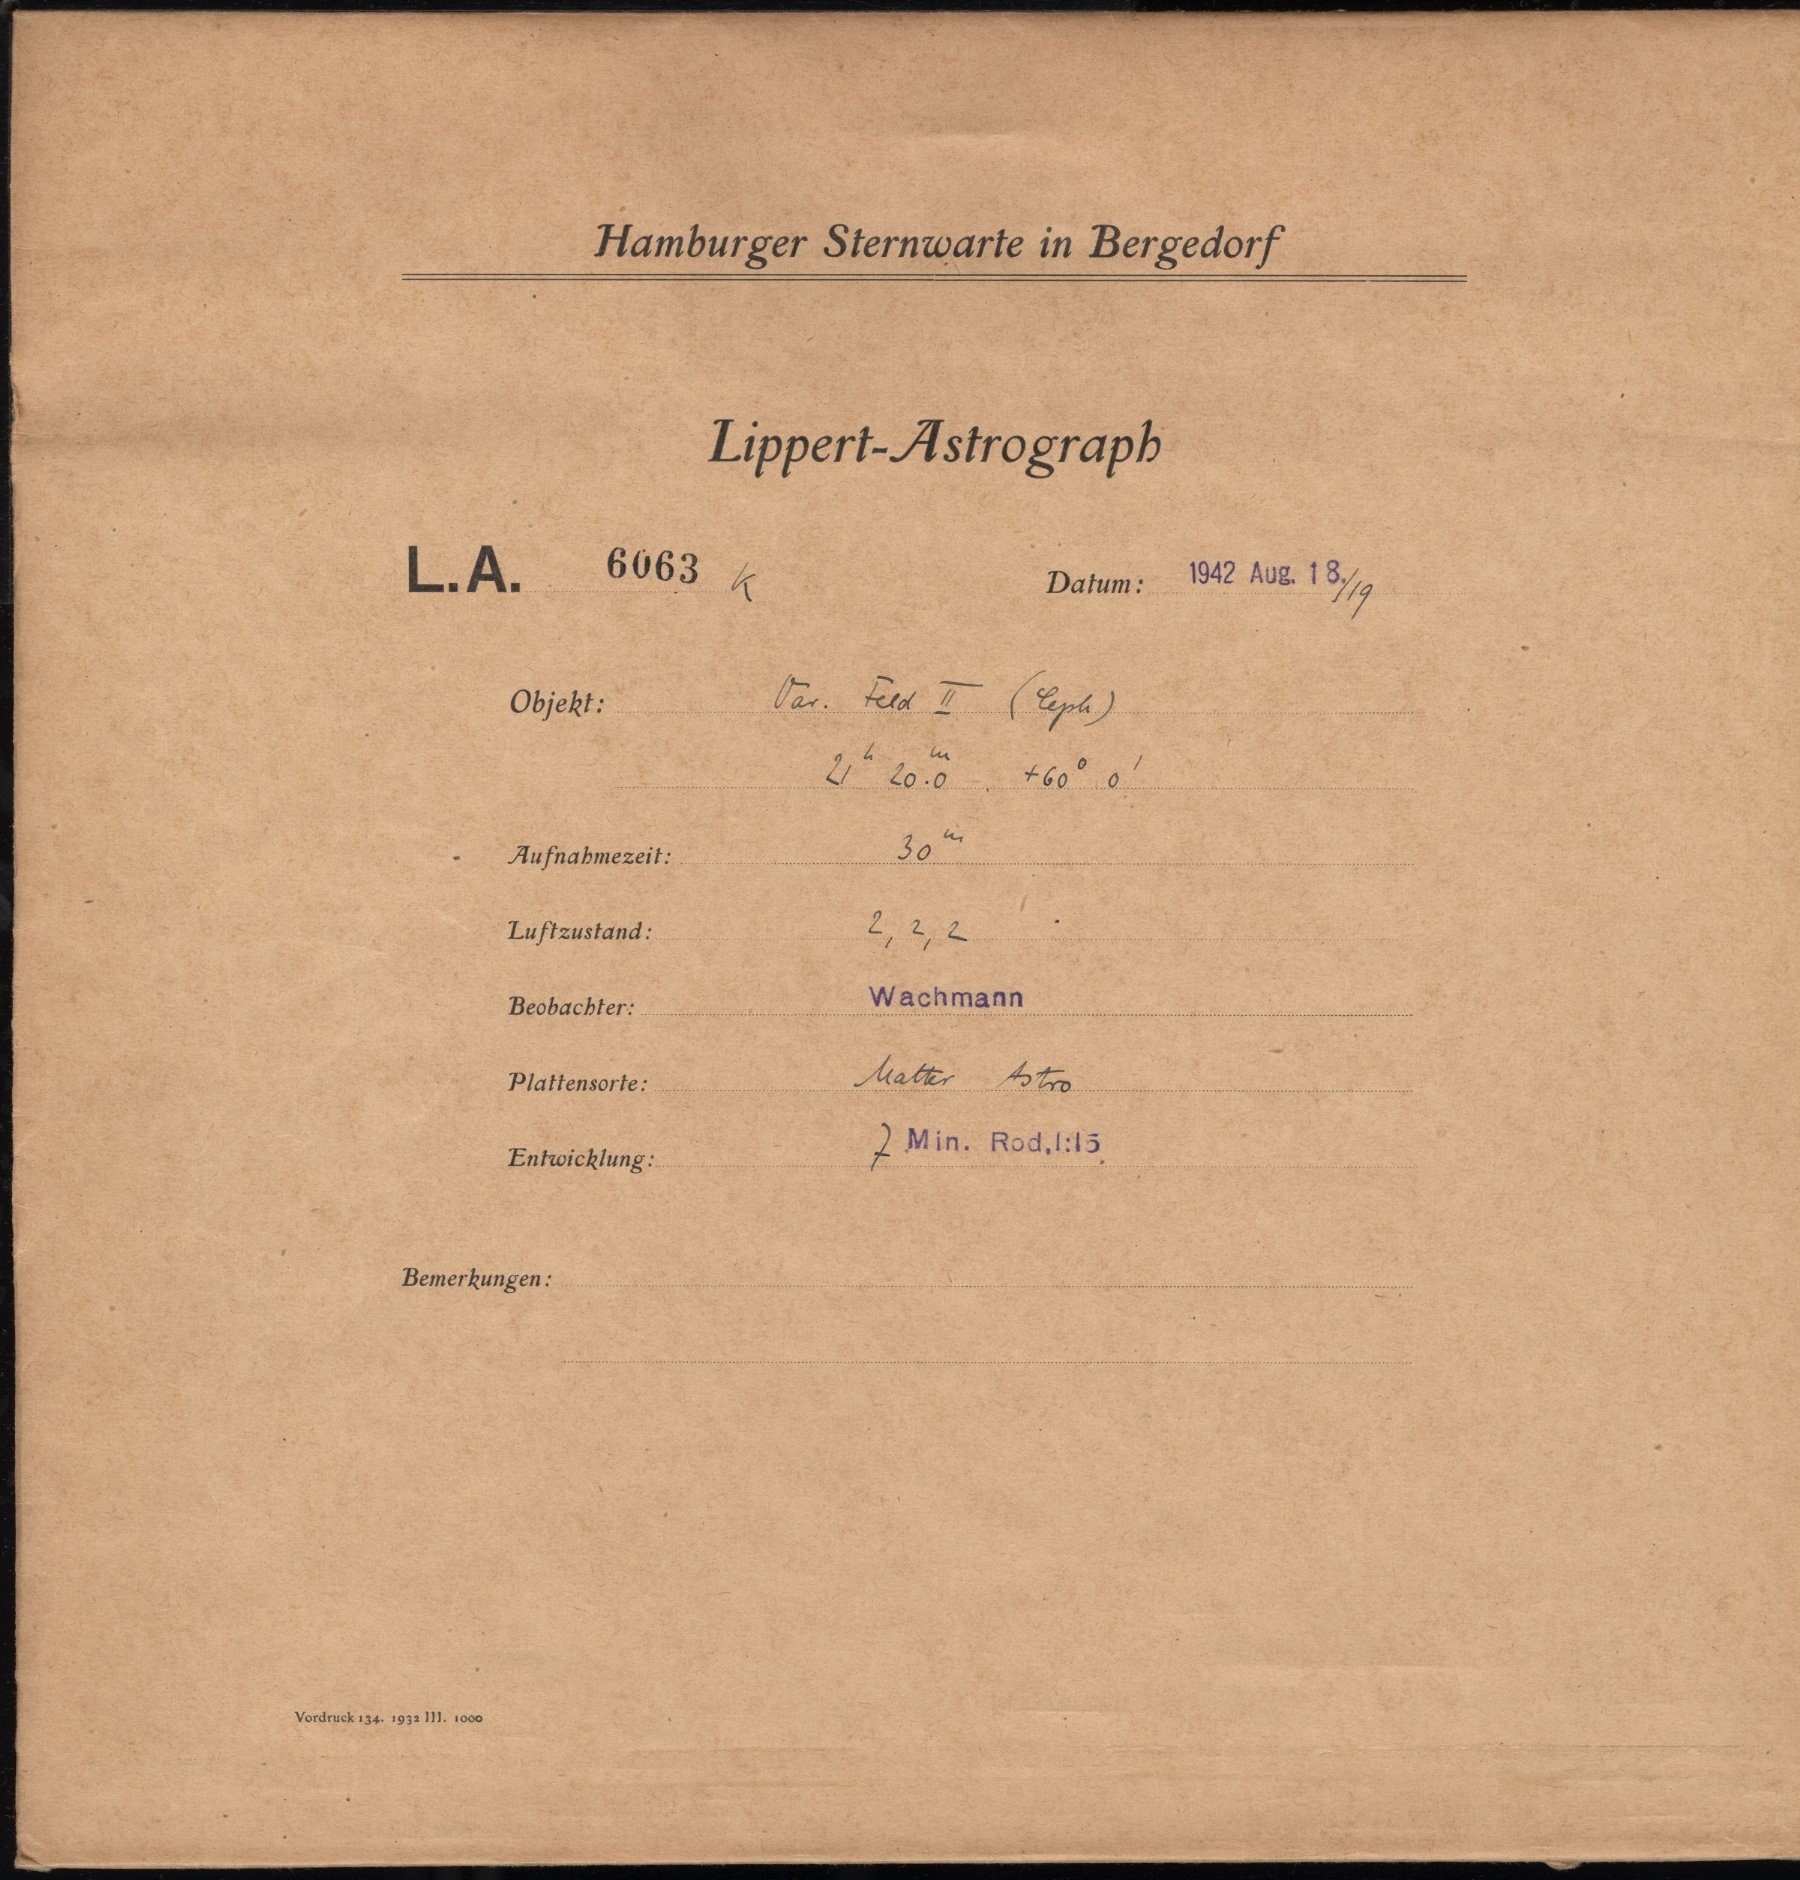 Hamburger Sternwarte in Bergedorf
Lippert-Astrograph
L.A. 6063 K Datum: 1942 Aug. 18./19
Objekt: Var. Feld II (Ceph)
21h 20.0m +60° 0'
Aufnahmezeit: 30m
Luftzustand: 2, 2, 2
Beobachter: Wachmann
Plattensorte: Matter Astro
Entwicklung: 7 Min. Rod, 1:15
Bemerkungen:
Vordruck 134. 1932 III. 1000